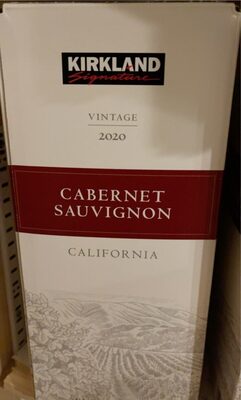 KIRKLAND
Signature
VINTAGE
2020
CABERNET
SAUVIGNON
CALIFORNIA